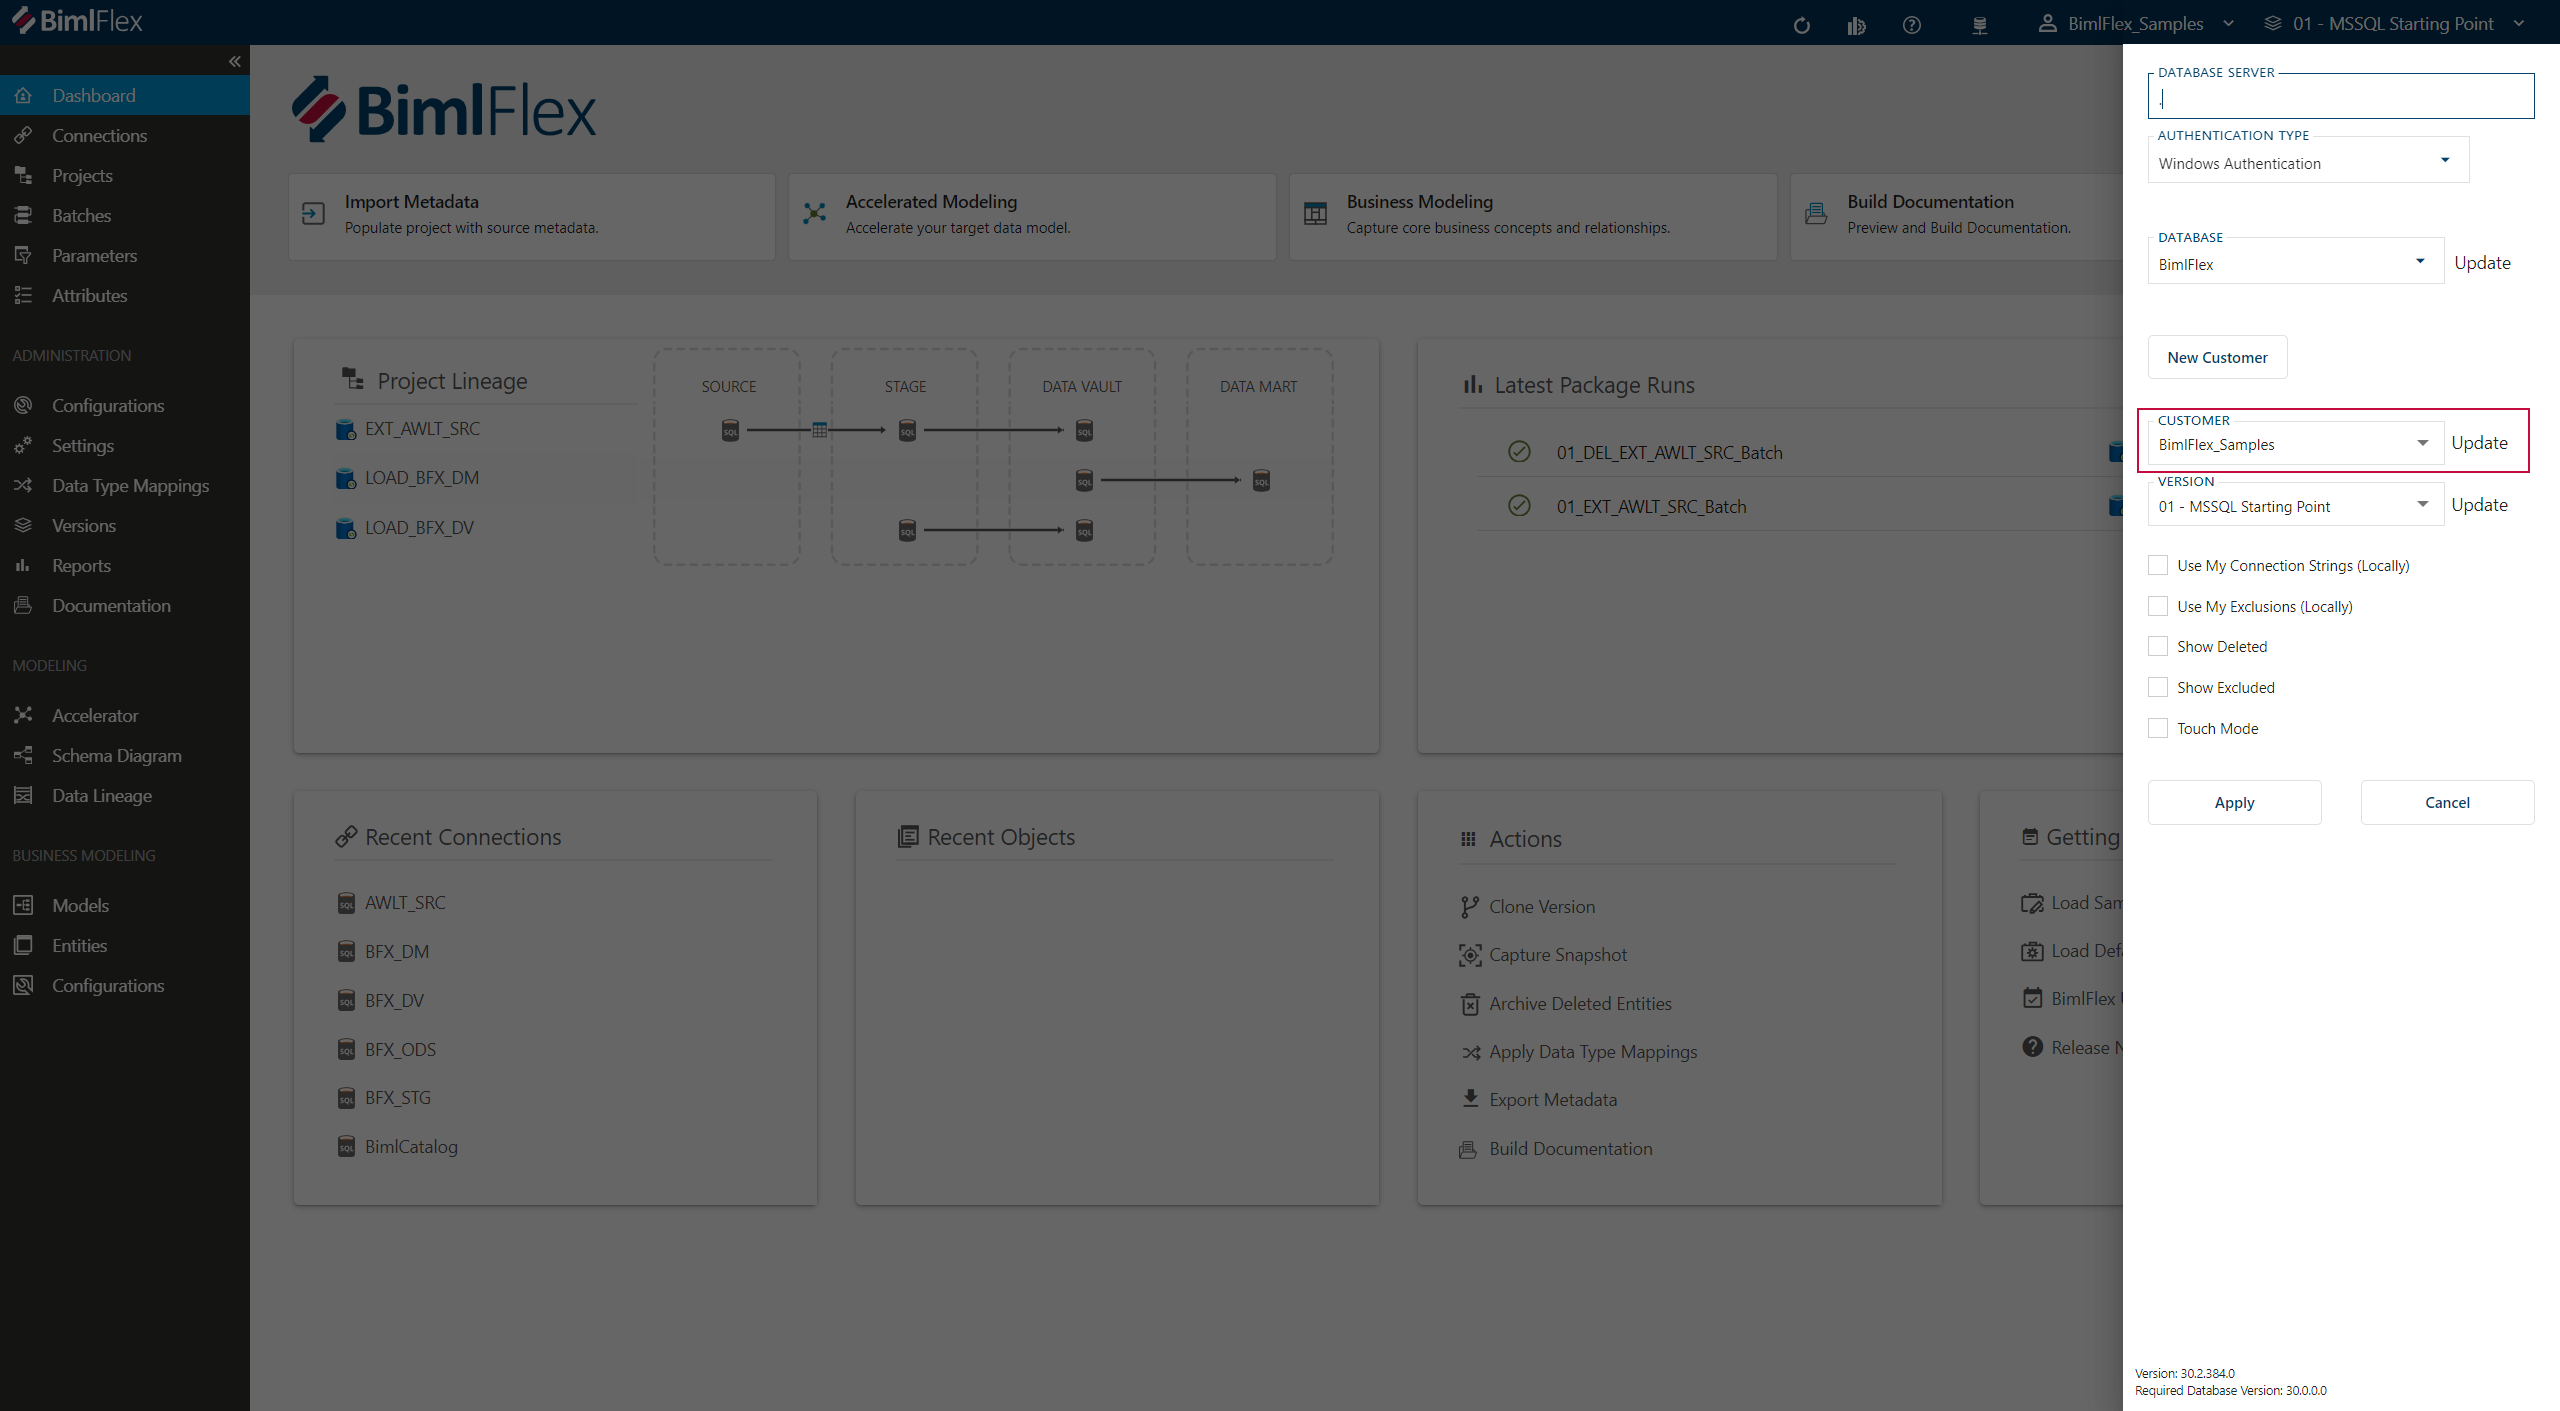 BimlFlex
BimlFlex_Samples
01 - MSSQL Starting Point
Dashboard
Connections
Projects
Batches
Parameters
Attributes
ADMINISTRATION
Configurations
Settings
Data Type Mappings
Versions
Reports
Documentation
MODELING
Accelerator
Schema Diagram
Data Lineage
BUSINESS MODELING
Models
Entities
Configurations
BimlFlex
Import Metadata
Populate project with source metadata.
Accelerated Modeling
Accelerate your target data model.
Business Modeling
Capture core business concepts and relationships.
Build Documentation
Preview and Build Documentation.
Project Lineage
SOURCE
STAGE
DATA VAULT
DATA MART
EXT_AWLT_SRC
LOAD_BFX_DM
LOAD_BFX_DV
Latest Package Runs
01_DEL_EXT_AWLT_SRC_Batch
01_EXT_AWLT_SRC_Batch
Recent Connections
AWLT_SRC
BFX_DM
BFX_DV
BFX_ODS
BFX_STG
BimlCatalog
Recent Objects
Actions
Clone Version
Capture Snapshot
Archive Deleted Entities
Apply Data Type Mappings
Export Metadata
Build Documentation
Getting
Load
Load
BimlFlex
Release
DATABASE SERVER
.
AUTHENTICATION TYPE
Windows Authentication
DATABASE
BimlFlex
Update
New Customer
CUSTOMER
BimlFlex_Samples
Update
VERSION
01 - MSSQL Starting Point
Update
Use My Connection Strings (Locally)
Use My Exclusions (Locally)
Show Deleted
Show Excluded
Touch Mode
Apply
Cancel
Version: 30.2.384.0
Required Database Version: 30.0.0.0